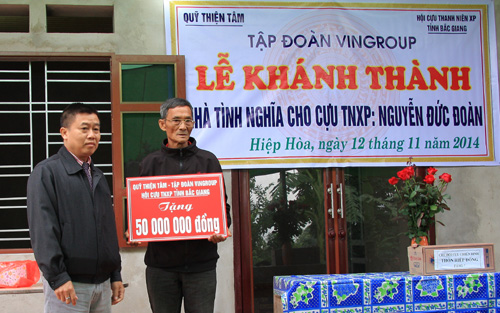 QUỸ THIỆN TÂM
HỘI CỰU THANH NIÊN XP
TỈNH BẮC GIANG
TẬP ĐOÀN VINGROUP
LỄ KHÁNH THÀNH
HÀ TÌNH NGHĨA CHO CỰU TNXP: NGUYỄN ĐỨC ĐOÀN
Hiệp Hòa, ngày 12 tháng 11 năm 2014
QUỸ THIỆN TÂM - TẬP ĐOÀN VINGROUP
HỘI CỰU TNXP TỈNH BẮC GIANG
Tặng
50 000 000 đồng